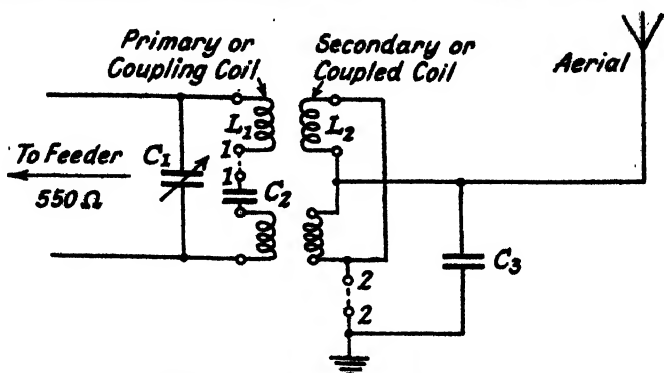 Primary or
Coupling Coil
Secondary or
Coupled Coil
Aerial
To Feeder
550 Ω
C1
L1
L2
1
1
C2
2
2
C3